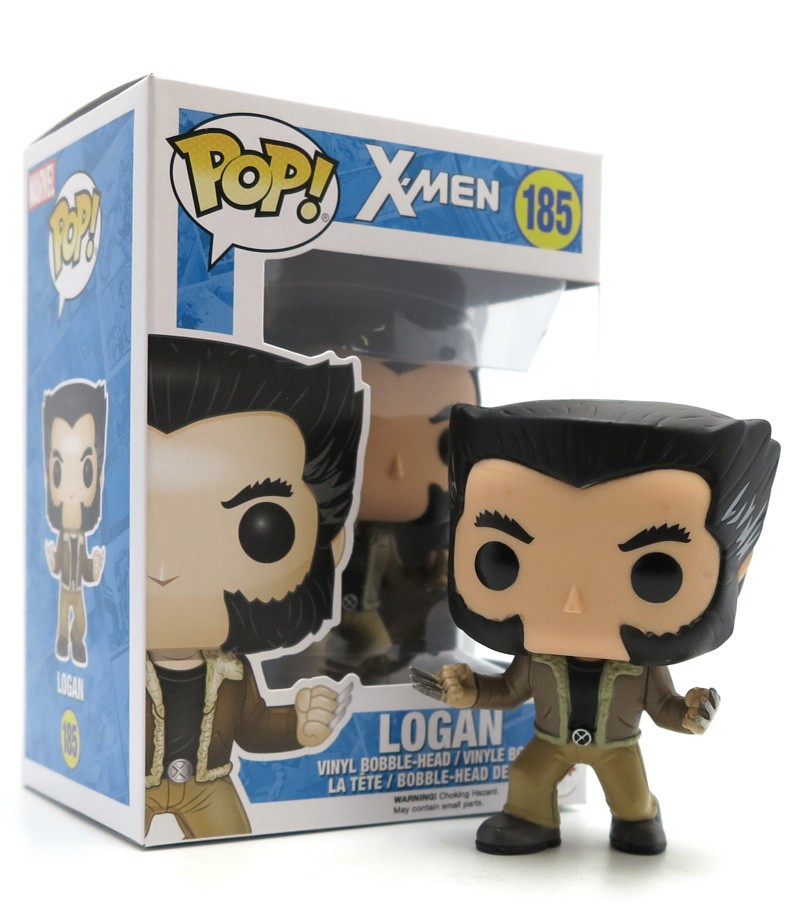 MARVEL
POP!
LOGAN
185
POP!®
X-MEN
185
LOGAN
VINYL BOBBLE-HEAD / VINYLE
LA TÊTE / BOBBLE-HEAD DE
WARNING! Choking Hazard.
May contain small parts.